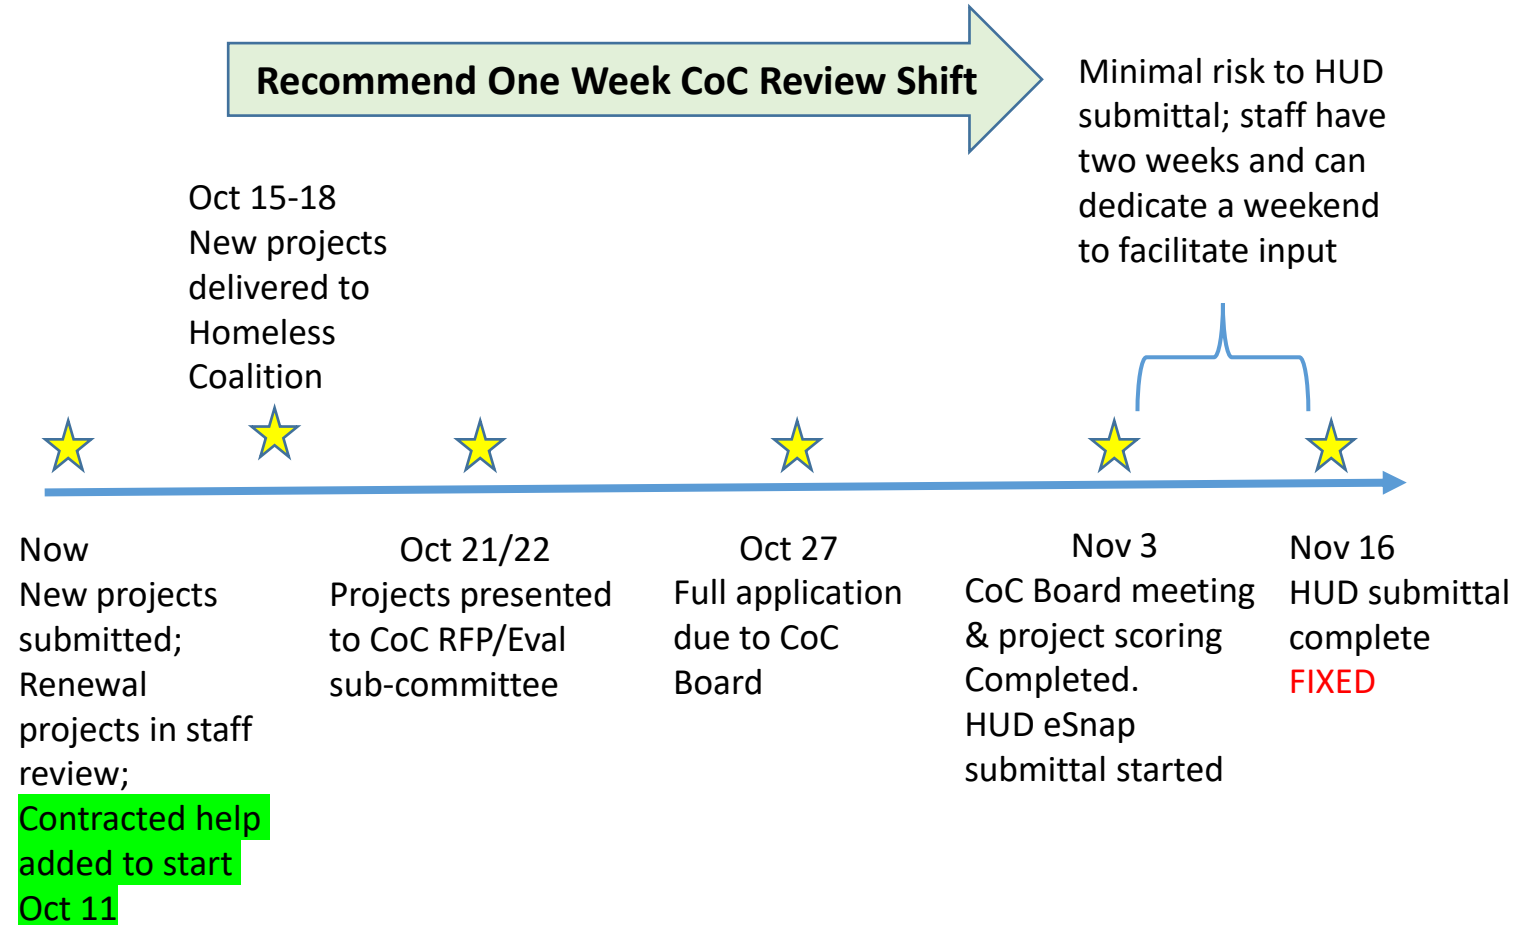 Recommend One Week CoC Review Shift
Minimal risk to HUD
submittal; staff have
two weeks and can
dedicate a weekend
to facilitate input
Oct 15-18
New projects
delivered to
Homeless
Coalition
Now
New projects
submitted;
Renewal
projects in staff
review;
Contracted help
added to start
Oct 11
Oct 21/22
Projects presented
to CoC RFP/Eval
sub-committee
Oct 27
Full application
due to CoC
Board
Nov 3
CoC Board meeting
& project scoring
Completed.
HUD eSnap
submittal started
Nov 16
HUD submittal
complete
FIXED